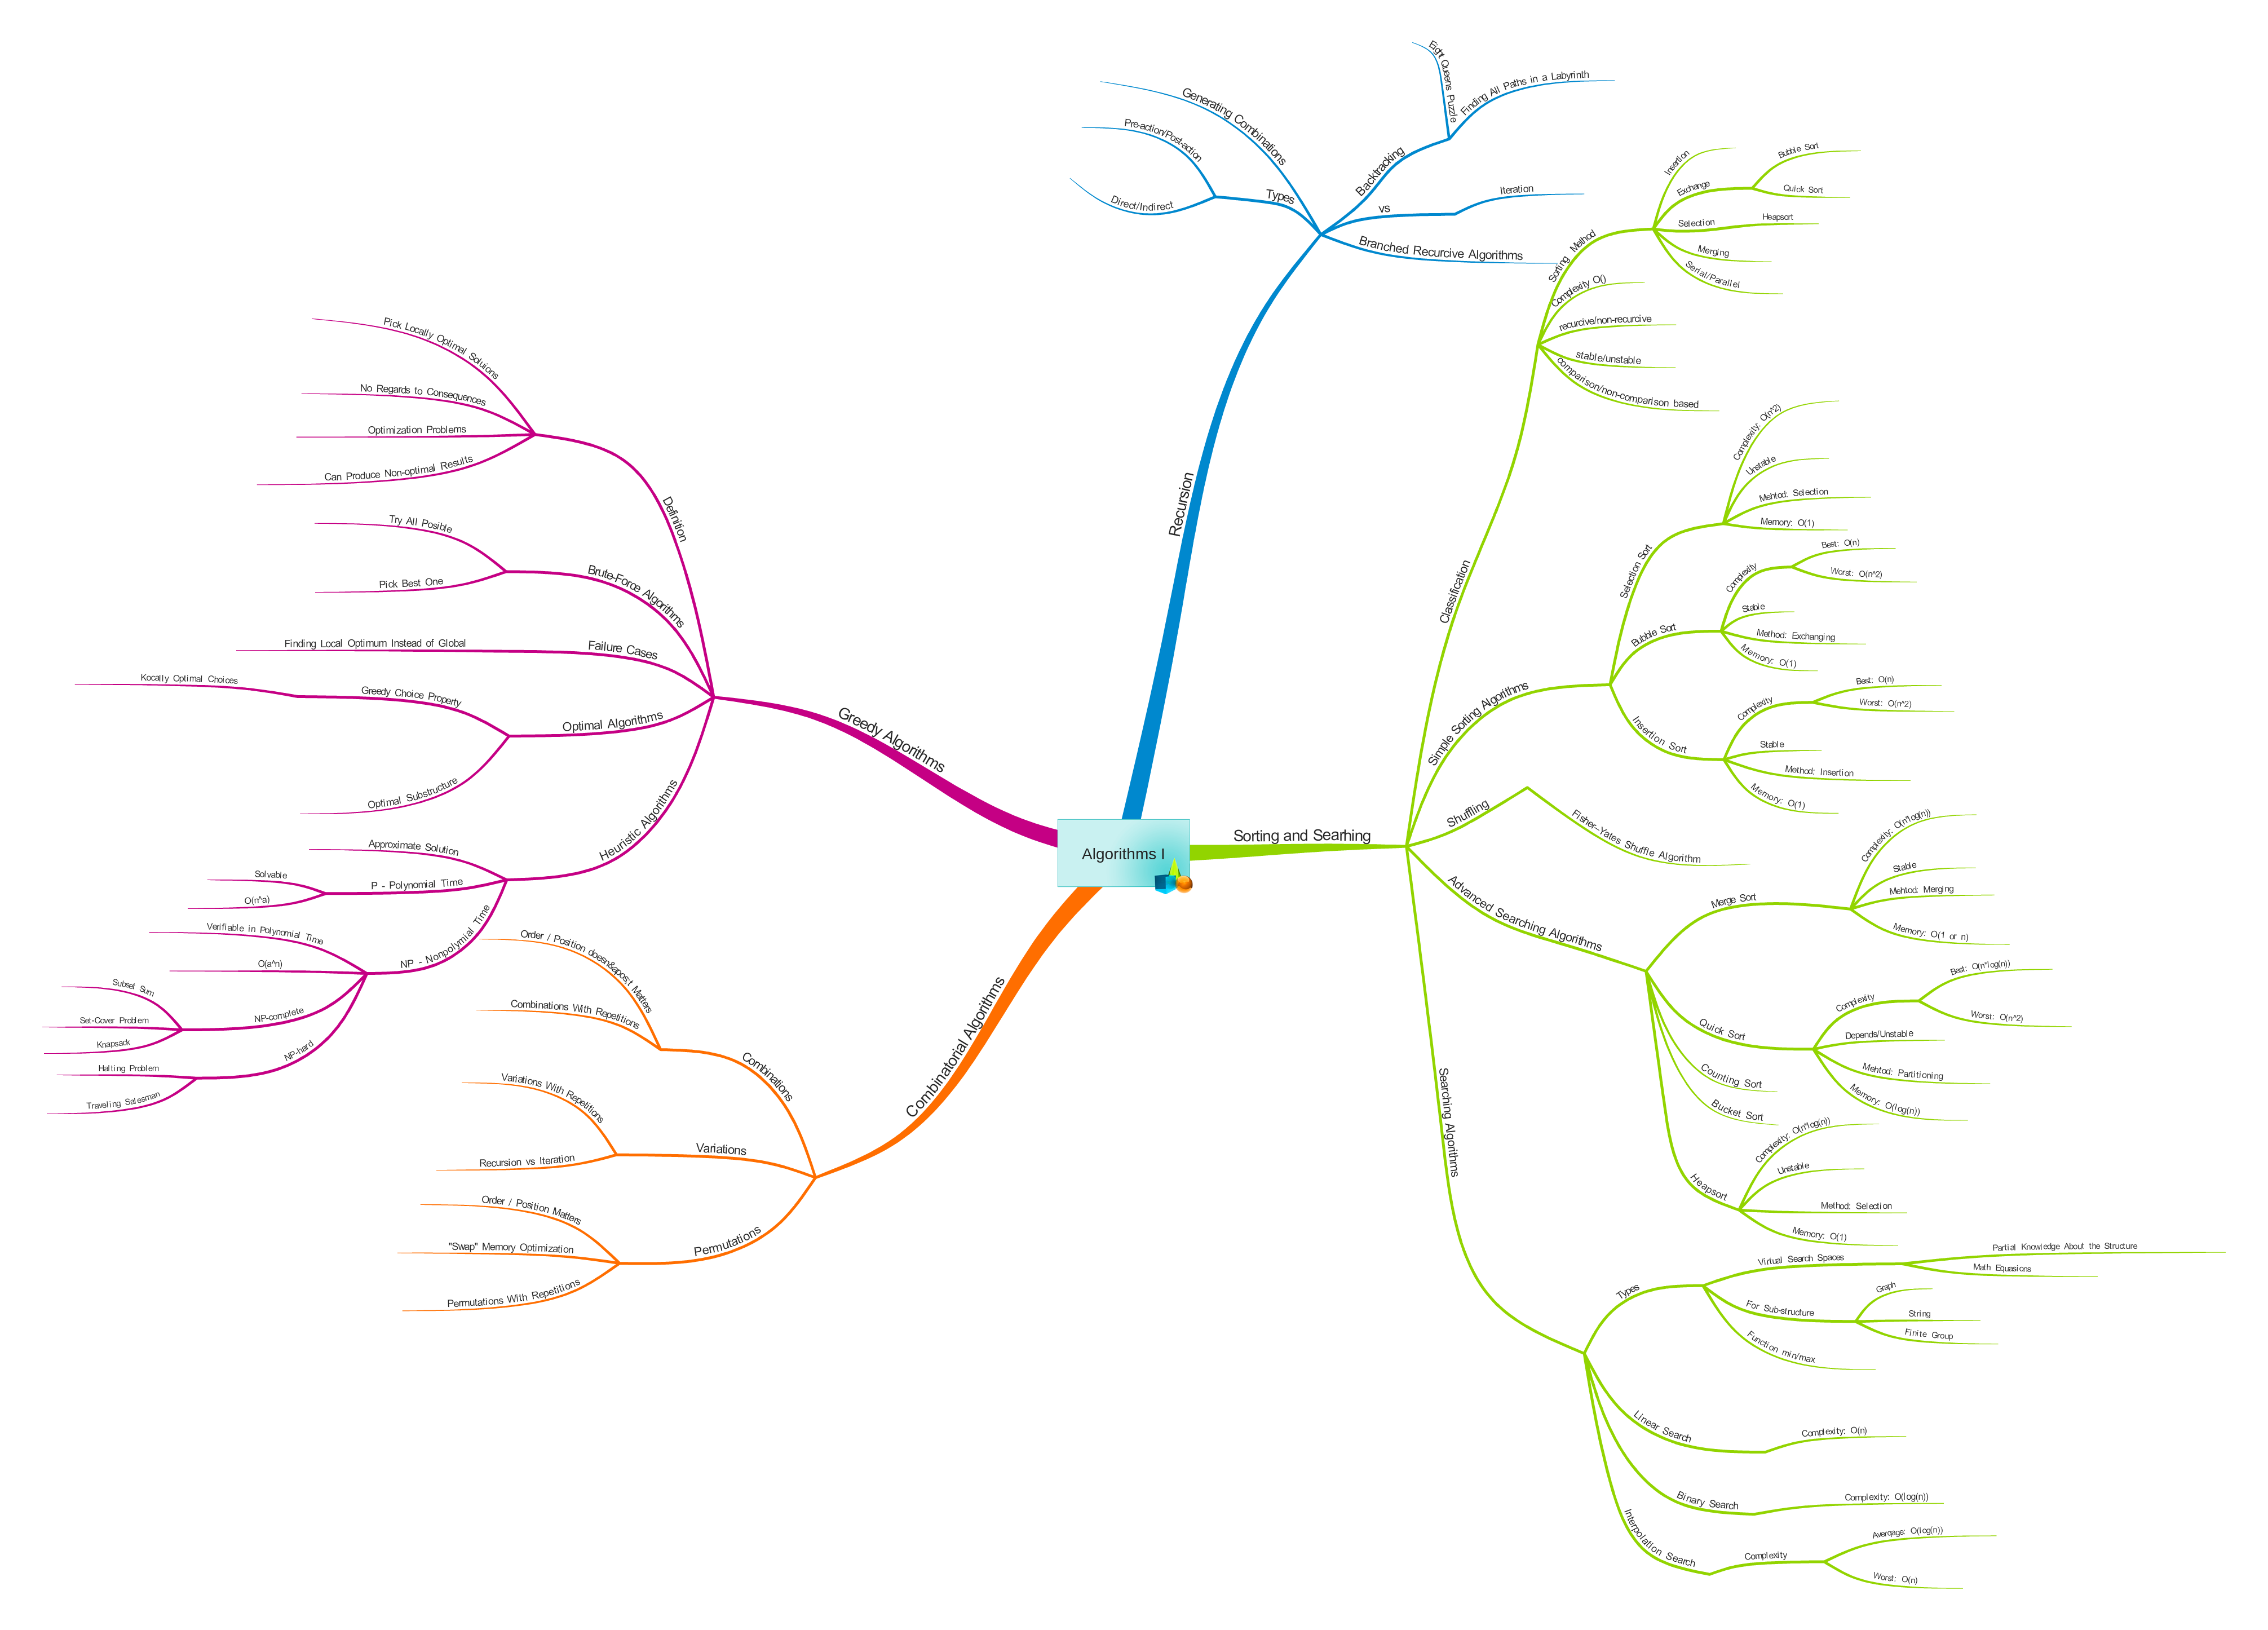 Algorithms I
Recursion
Generating Combinations
Types
Pre-action/Post-action
Direct/Indirect
Backtracking
Eight Queens Puzzle
Finding All Paths in a Labyrinth
vs
Iteration
Branched Recurcive Algorithms
Sorting and Searhing
Classification
Sorting Method
Insertion
Exchange
Bubble Sort
Quick Sort
Selection
Heapsort
Merging
Serial/Parallel
Complexity O()
recurcive/non-recurcive
stable/unstable
comparison/non-comparison based
Simple Sorting Algorithms
Selection Sort
Complexity: O(n^2)
Unstable
Mehtod: Selection
Memory: O(1)
Bubble Sort
Complexity
Best: O(n)
Worst: O(n^2)
Stable
Method: Exchanging
Memory: O(1)
Insertion Sort
Complexity
Best: O(n)
Worst: O(n^2)
Stable
Method: Insertion
Memory: O(1)
Shuffling
Fisher–Yates Shuffle Algorithm
Advanced Searching Algorithms
Merge Sort
Complexity: O(n*log(n))
Stable
Mehtod: Merging
Memory: O(1 or n)
Quick Sort
Complexity
Best: O(n*log(n))
Worst: O(n^2)
Depends/Unstable
Mehtod: Partitioning
Memory: O(log(n))
Counting Sort
Bucket Sort
Heapsort
Complexity: O(n*log(n))
Unstable
Method: Selection
Memory: O(1)
Searching Algorithms
Types
Virtual Search Spaces
Partial Knowledge About the Structure
Math Equasions
For Sub-structure
Graph
String
Finite Group
Function min/max
Linear Search
Complexity: O(n)
Binary Search
Complexity: O(log(n))
Interpolation Search
Complexity
Averqage: O(log(n))
Worst: O(n)
Combinatorial Algorithms
Combinations
Order / Position doesn&apos;t Matters
Combinations With Repetitions
Variations
Variations With Repetitions
Recursion vs Iteration
Permutations
Order / Position Matters
"Swap" Memory Optimization
Permutations With Repetitions
Greedy Algorithms
Definition
Pick Locally Optimal Soluions
No Regards to Consequences
Optimization Problems
Can Produce Non-optimal Results
Brute-Force Algorithms
Try All Posible
Pick Best One
Failure Cases
Finding Local Optimum Instead of Global
Optimal Algorithms
Greedy Choice Property
Kocally Optimal Choices
Optimal Substructure
Heuristic Algorithms
Approximate Solution
P - Polynomial Time
Solvable
O(n^a)
NP - Nonpolymial Time
Verifiable in Polynomial Time
O(a^n)
NP-complete
Subset Sum
Set-Cover Problem
Knapsack
NP-hard
Halting Problem
Traveling Salesman